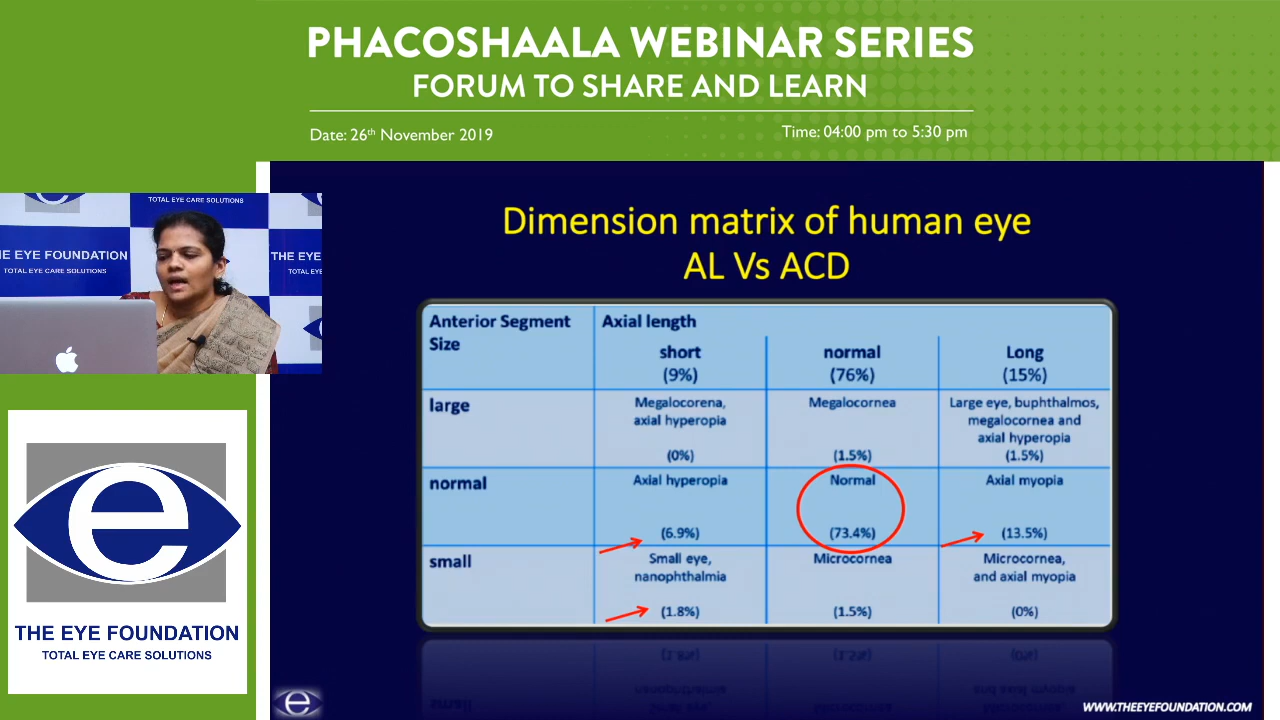 PHACOSHAALA WEBINAR SERIES
FORUM TO SHARE AND LEARN
Date: 26th November 2019
Time: 04:00 pm to 5:30 pm
TOTAL EYE CARE SOLUTIONS
HE EYE FOUNDATION
TOTAL EYE CARE SOLUTIONS
THE E
TOTAL EYE
Dimension matrix of human eye
AL Vs ACD
Anterior Segment
Size
Axial length
short
(9%)
normal
(76%)
Long
(15%)
large
Megalocorena,
axial hyperopia
(0%)
Megalocornea
(1.5%)
Large eye, buphthalmos,
megalocornea and
axial hyperopia
(1.5%)
normal
Axial hyperopia
(6.9%)
Normal
(73.4%)
Axial myopia
(13.5%)
small
Small eye,
nanophthalmia
(1.8%)
Microcornea
(1.5%)
Microcornea,
and axial myopia
(0%)
e
THE EYE FOUNDATION
TOTAL EYE CARE SOLUTIONS
e
WWW.THEEYEFOUNDATION.COM